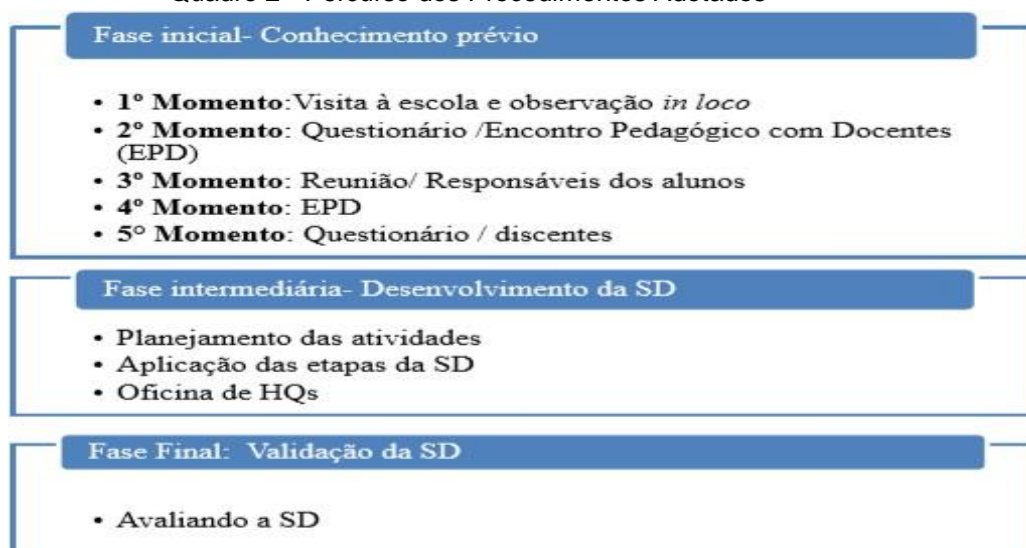 Fase inicial- Conhecimento prévio
• 1º Momento:Visita à escola e observação in loco
• 2º Momento: Questionário /Encontro Pedagógico com Docentes
(EPD)
• 3º Momento: Reunião/ Responsáveis dos alunos
• 4º Momento: EPD
• 5° Momento: Questionário / discentes
Fase intermediária- Desenvolvimento da SD
• Planejamento das atividades
• Aplicação das etapas da SD
• Oficina de HQs
Fase Final: Validação da SD
• Avaliando a SD